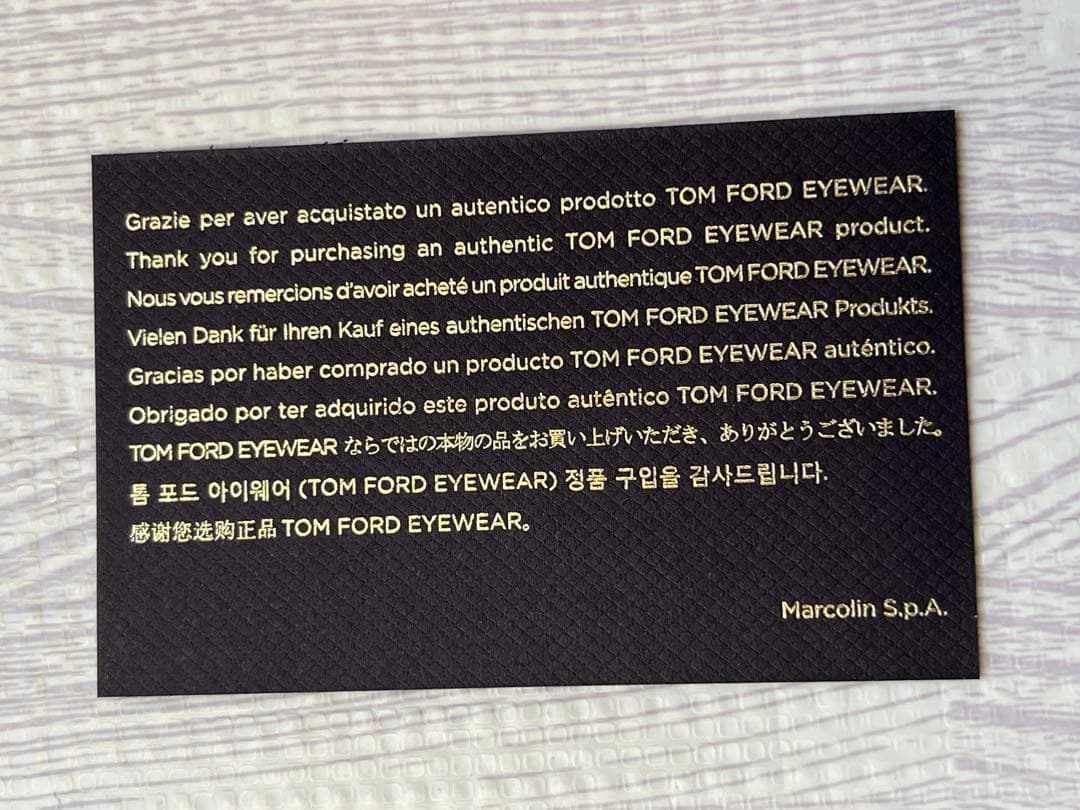 Grazie per aver acquistato un autentico prodotto TOM FORD EYEWEAR.
Thank you for purchasing an authentic TOM FORD EYEWEAR product.
Nous vous remercions d'avoir acheté un produit authentique TOM FORD EYEWEAR.
Vielen Dank für Ihren Kauf eines authentischen TOM FORD EYEWEAR Produkts.
Gracias por haber comprado un producto TOM FORD EYEWEAR auténtico.
Obrigado por ter adquirido este produto autêntico TOM FORD EYEWEAR.
TOM FORD EYEWEAR ならではの本物の品をお買い上げいただき、ありがとうございました。
톰 포드 아이웨어 (TOM FORD EYEWEAR) 정품 구입을 감사드립니다.
感谢您选购正品 TOM FORD EYEWEAR。
Marcolin S.p.A.